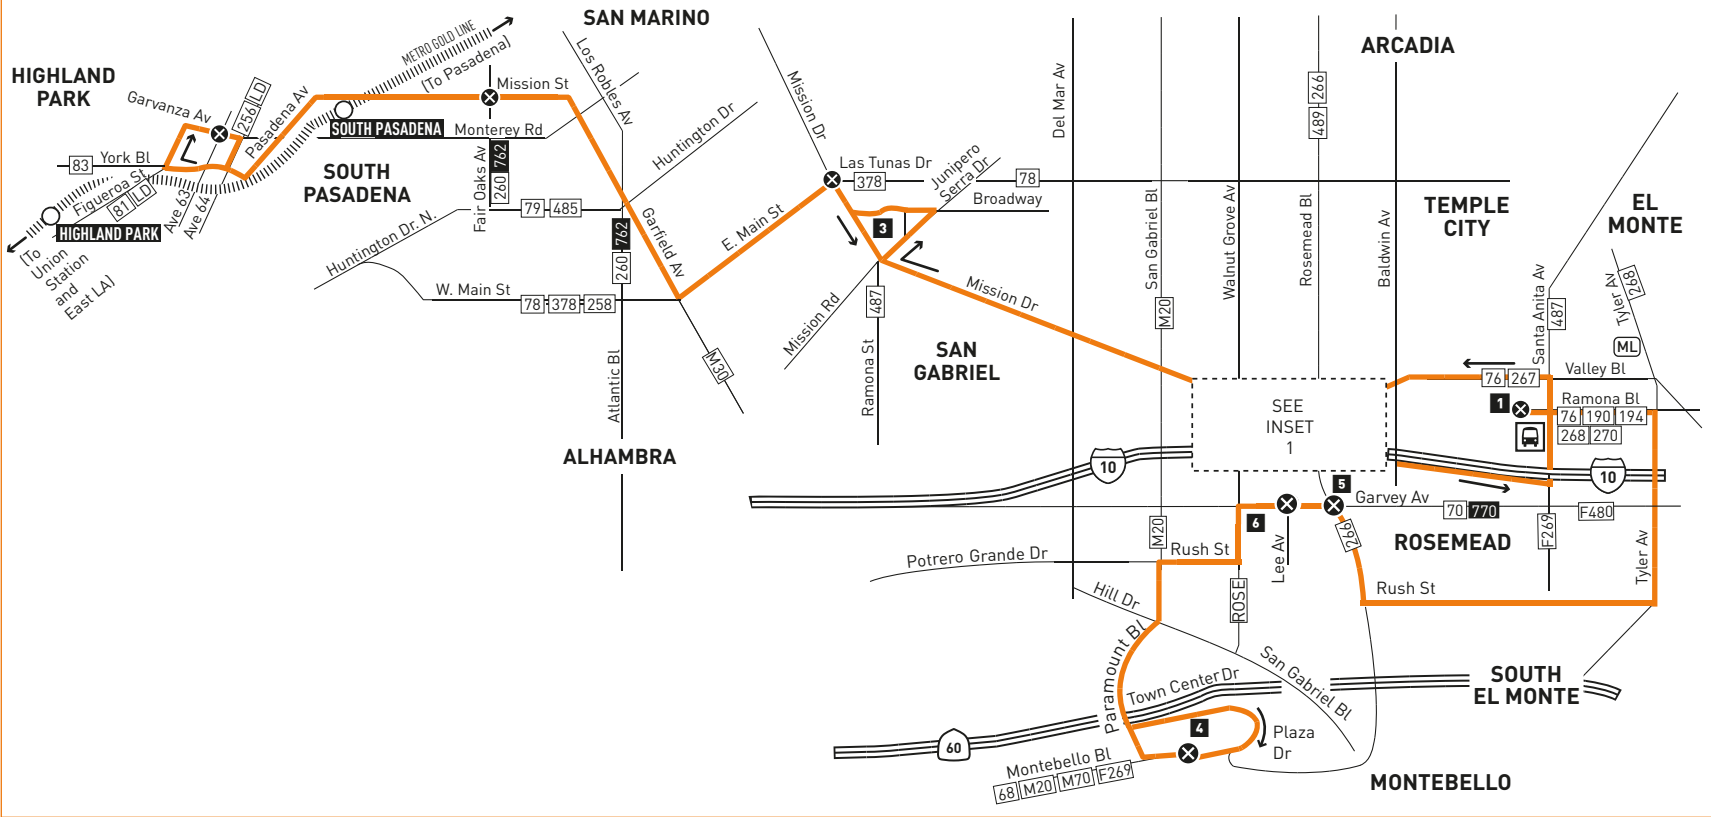 SAN MARINO
METRO GOLD LINE
(To Pasadena)
Los Robles Av
ARCADIA
HIGHLAND
PARK
Garvanza Av
256
LD
Pasadena Av
Mission St
SOUTH PASADENA
Monterey Rd
Huntington Dr
Mission Dr
Del Mar Av
489
266
83
York Bl
Figueroa St
81
LD
Ave 63
Ave 64
HIGHLAND PARK
(To
Union
Station
and
East LA)
SOUTH
PASADENA
Fair Oaks Av
260
762
79
485
Huntington Dr. N.
W. Main St
78
378
258
762
260
Garfield Av
E. Main St
Atlantic Bl
M30
ALHAMBRA
Las Tunas Dr
378
Junipero
Serra Dr
78
Broadway
3
Mission Rd
487
Ramona St
Mission Dr
SAN
GABRIEL
San Gabriel Bl
M20
Walnut Grove Av
Rosemead Bl
Baldwin Av
TEMPLE
CITY
EL
MONTE
Santa Anita Av
487
Tyler Av
268
ML
76
267
Valley Bl
1
Ramona Bl
76
190
194
268
270
SEE
INSET
1
10
10
5
Garvey Av
70
770
F480
6
M20
Rush St
Potrero Grande Dr
Lee Av
266
ROSEMEAD
F269
Tyler Av
Rush St
Hill Dr
ROSE
Paramount Bl
San Gabriel Bl
Town Center Dr
SOUTH
EL MONTE
60
4
Plaza
Dr
Montebello Bl
68
M20
M70
F269
MONTEBELLO